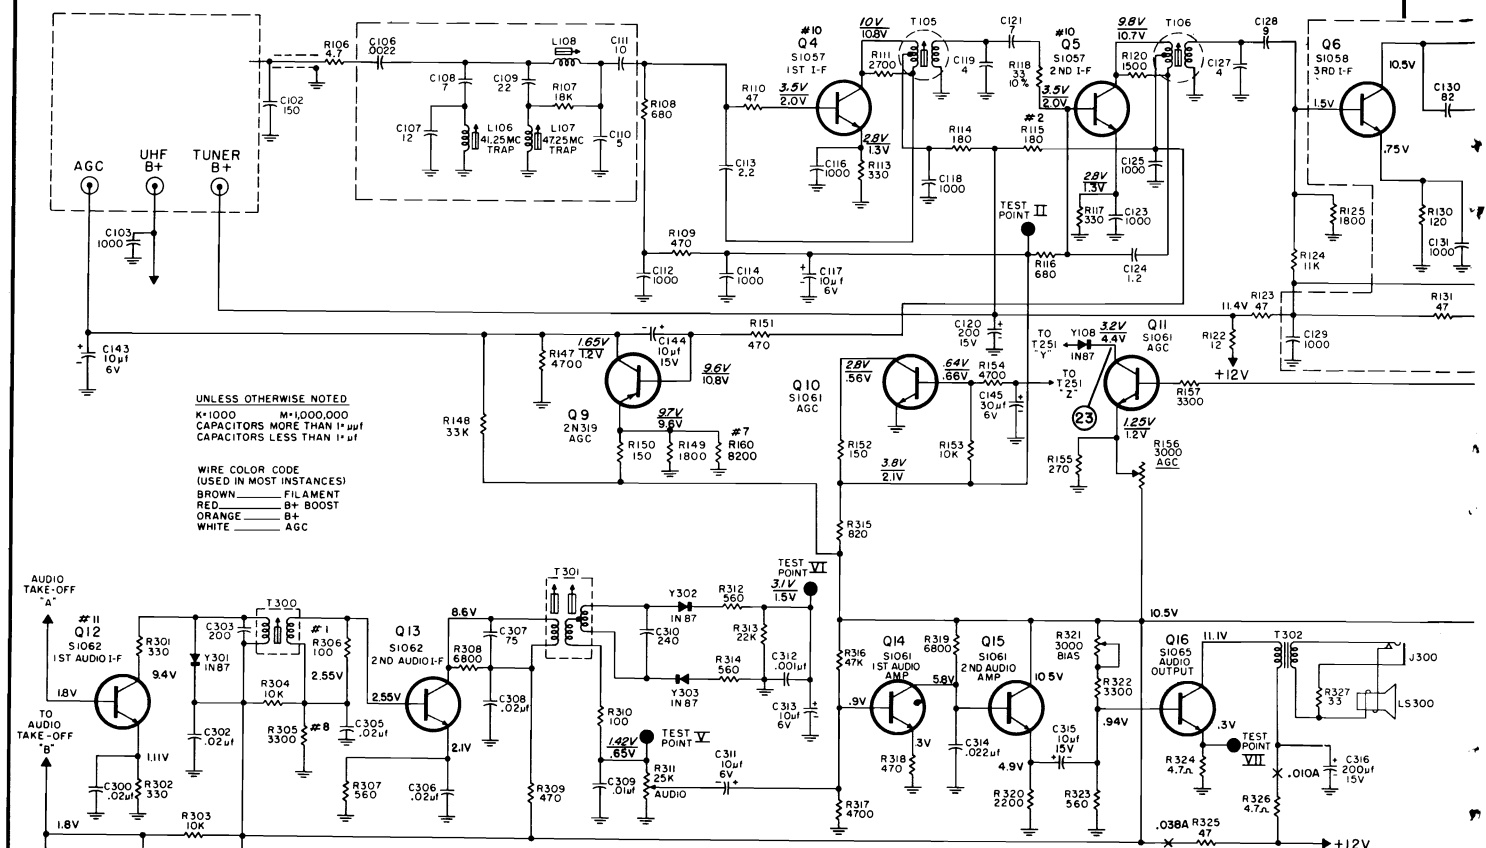 AGC
UHF
B+
TUNER
B+
R106
4.7
C106
.0022
C102
150
C103
1000
C107
12
C108
7
L106
41.25MC
TRAP
C109
22
L107
47.25MC
TRAP
L108
R107
18K
C110
5
C111
10
R108
680
R109
470
C112
1000
C113
2.2
C114
1000
R110
47
3.5V
2.0V
#10
Q4
S1057
1ST I-F
10V
10.8V
R111
2700
T105
2.8V
1.3V
C116
1000
R113
330
C117
10µf
6V
C118
1000
C119
4
C121
7
R118
33
10%
R114
180
#2
R115
180
TEST
POINT II
3.5V
2.0V
#10
Q5
S1057
2ND I-F
9.8V
10.7V
R120
1500
T106
2.8V
1.3V
R117
330
C123
1000
C125
1000
R116
680
C124
1.2
C127
4
C128
9
1.5V
Q6
S1058
3RD I-F
10.5V
.75V
C130
82
R125
1800
R124
11K
R130
120
C131
1000
R131
47
C129
1000
11.4V
R123
47
R122
12
+12V
C143
10µf
6V
R148
33K
R147
4700
1.65V
1.2V
C144
10µf
15V
R151
470
9.6V
10.8V
Q9
2N319
AGC
9.7V
9.6V
R150
150
R149
1800
#7
R160
8200
C120
200
15V
2.8V
.56V
Q10
S1061
AGC
.64V
.66V
R154
4700
C145
30µf
6V
TO
T251
"Y"
TO
T251
"Z"
Y108
1N87
3.2V
4.4V
Q11
S1061
AGC
23
R157
3300
1.25V
1.2V
R155
270
R156
3000
AGC
R152
150
R153
10K
3.8V
2.1V
R315
820
UNLESS OTHERWISE NOTED
K=1000 M=1,000,000
CAPACITORS MORE THAN 1= µµf
CAPACITORS LESS THAN 1= µf
WIRE COLOR CODE
(USED IN MOST INSTANCES)
BROWN FILAMENT
RED B+ BOOST
ORANGE B+
WHITE AGC
AUDIO
TAKE-OFF
"A"
#11
Q12
S1062
1ST AUDIO I-F
1.8V
TO
AUDIO
TAKE-OFF
"B"
R301
330
9.4V
Y301
1N87
C303
200
T300
#1
R306
100
2.55V
R304
10K
R305
3300
#8
C305
.02µf
C302
.02µf
1.11V
C300
.02µf
R302
330
1.8V
R303
10K
Q13
S1062
2ND AUDIO I-F
2.55V
8.6V
C307
75
R308
6800
C308
.02µf
2.1V
R307
560
C306
.02µf
R309
470
T301
Y302
1N87
R312
560
C310
240
R313
22K
R314
560
Y303
1N87
C312
.001µf
TEST
POINT VI
3.1V
1.5V
C313
10µf
6V
R310
100
1.42V
.65V
TEST
POINT V
C309
.01µf
R311
25K
AUDIO
C311
10µf
6V
R316
47K
.9V
R317
4700
Q14
S1061
1ST AUDIO
AMP
R319
6800
5.8V
.3V
R318
470
C314
.022µf
Q15
S1061
2ND AUDIO
AMP
10.5V
4.9V
R320
2200
C315
10µf
15V
R321
3000
BIAS
R322
3300
.94V
R323
560
10.5V
Q16
S1065
AUDIO
OUTPUT
11.1V
T302
J300
R327
33
LS300
.3V
TEST
POINT
VII
R324
4.7Ω
.010A
C316
200µf
15V
R326
4.7Ω
.038A
R325
47
+12V